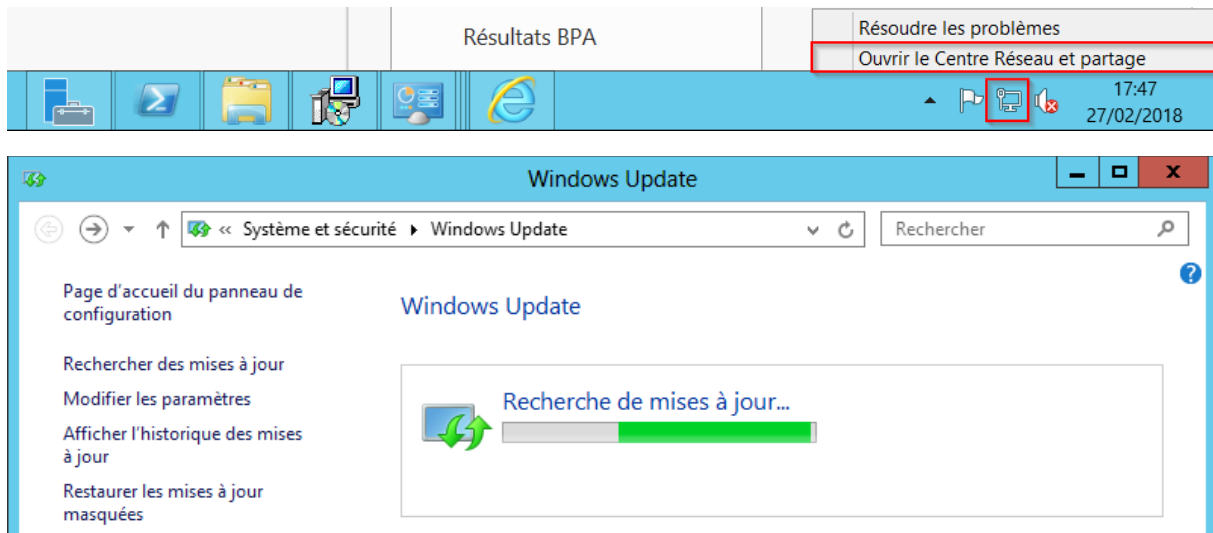 Résultats BPA
Résoudre les problèmes
Ouvrir le Centre Réseau et partage
17:47
27/02/2018
Windows Update
« Système et sécurité Windows Update
Rechercher
Page d'accueil du panneau de
configuration
Windows Update
Rechercher des mises à jour
Modifier les paramètres
Afficher l'historique des mises
à jour
Restaurer les mises à jour
masquées
Recherche de mises à jour...